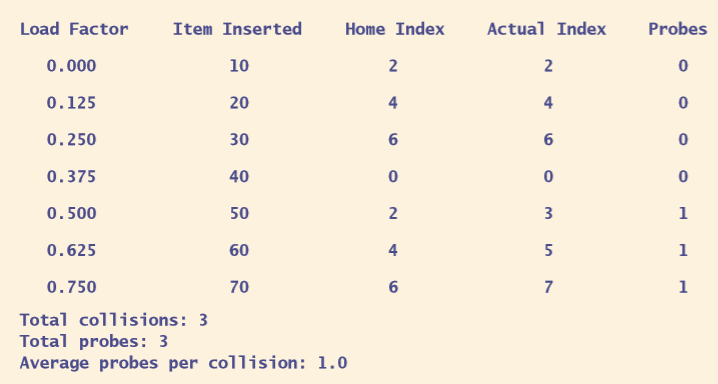 Load Factor Item Inserted Home Index Actual Index Probes
0.000 10 2 2 0
0.125 20 4 4 0
0.250 30 6 6 0
0.375 40 0 0 0
0.500 50 2 3 1
0.625 60 4 5 1
0.750 70 6 7 1
Total collisions: 3
Total probes: 3
Average probes per collision: 1.0